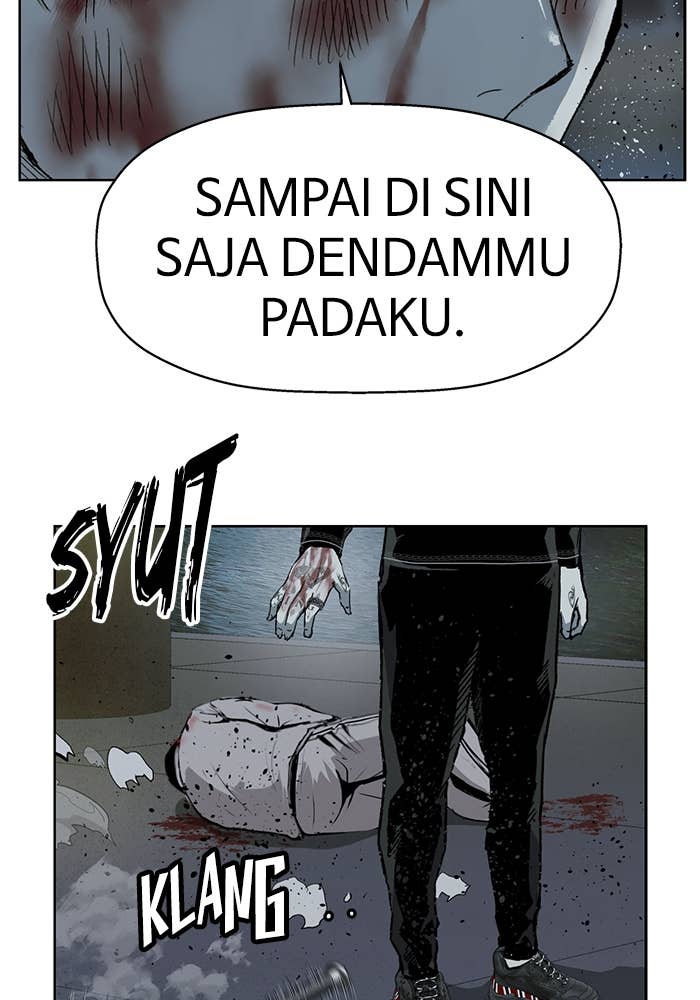 SAMPAI DI SINI
SAJA DENDAMMU
PADAKU.
SYUT
KLANG